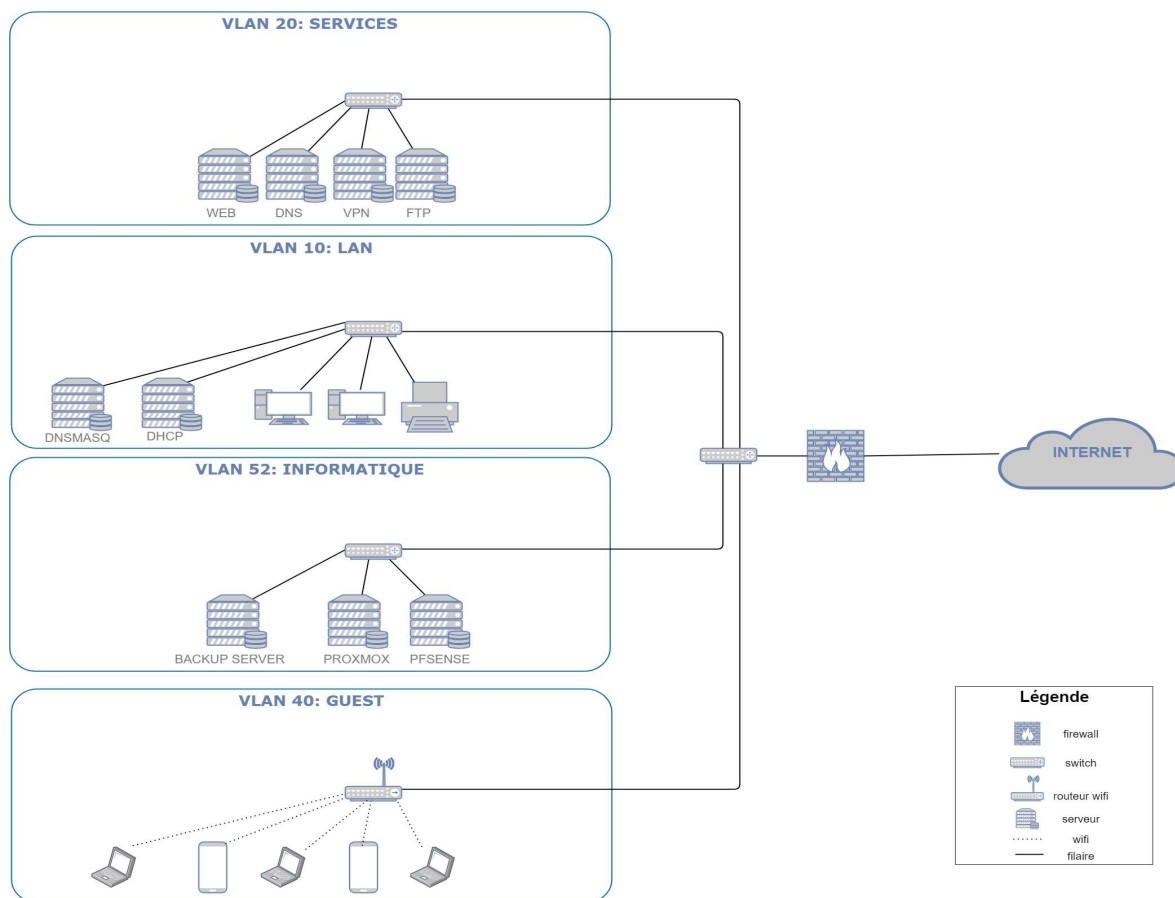 VLAN 20: SERVICES
WEB
DNS
VPN
FTP
VLAN 10: LAN
DNSMASQ
DHCP
VLAN 52: INFORMATIQUE
BACKUP SERVER
PROXMOX
PFSENSE
VLAN 40: GUEST
INTERNET
Légende
firewall
switch
routeur wifi
serveur
wifi
filaire